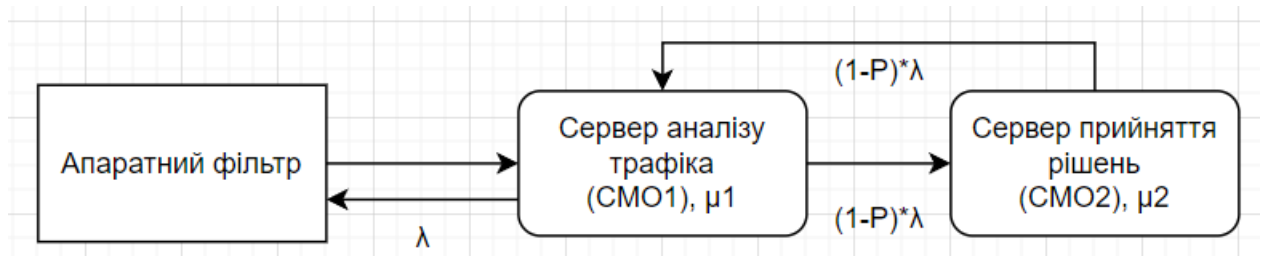 (1-P)*λ
Апаратний фільтр
Сервер аналізу
трафіка
(СМО1), μ1
Сервер прийняття
рішень
(СМО2), μ2
λ
(1-P)*λ